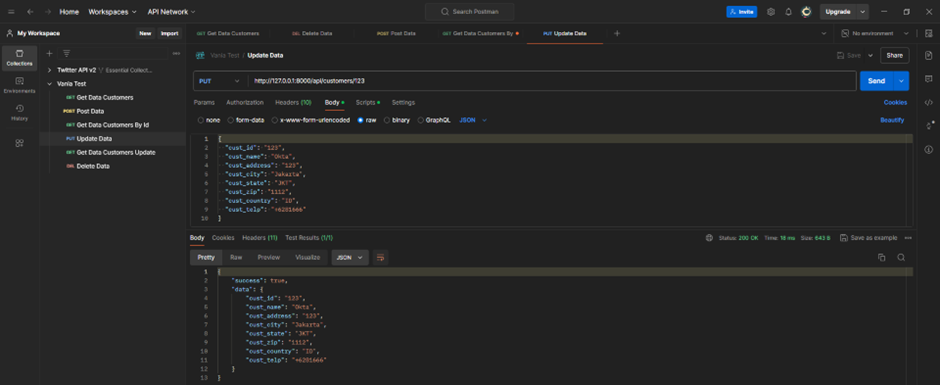 Home Workspaces API Network Search Postman Invite Upgrade
My Workspace New Import GET Get Data Customers DEL Delete Data POST Post Data GET Get Data Customers By PUT Update Data No environment
Collections
Environments
History
Twitter API v2 Essential Collect...
Vania Test
GET Get Data Customers
POST Post Data
GET Get Data Customers By Id
PUT Update Data
GET Get Data Customers Update
DEL Delete Data
Vania Test / Update Data Save Share
PUT http://127.0.0.1:8000/api/customers/123 Send
Params Authorization Headers (10) Body Scripts Settings Cookies
none form-data x-www-form-urlencoded raw binary GraphQL JSON Beautify
1 {
2 "cust_id": "123",
3 "cust_name": "Okta",
4 "cust_address": "123",
5 "cust_city": "Jakarta",
6 "cust_state": "JKT",
7 "cust_zip": "1112",
8 "cust_country": "ID",
9 "cust_telp": "+6281666"
10 }
Body Cookies Headers (11) Test Results (1/1) Status: 200 OK Time: 18 ms Size: 643 B Save as example
Pretty Raw Preview Visualize JSON
1 {
2 "success": true,
3 "data": {
4 "cust_id": "123",
5 "cust_name": "Okta",
6 "cust_address": "123",
7 "cust_city": "Jakarta",
8 "cust_state": "JKT",
9 "cust_zip": "1112",
10 "cust_country": "ID",
11 "cust_telp": "+6281666"
12 }
13 }